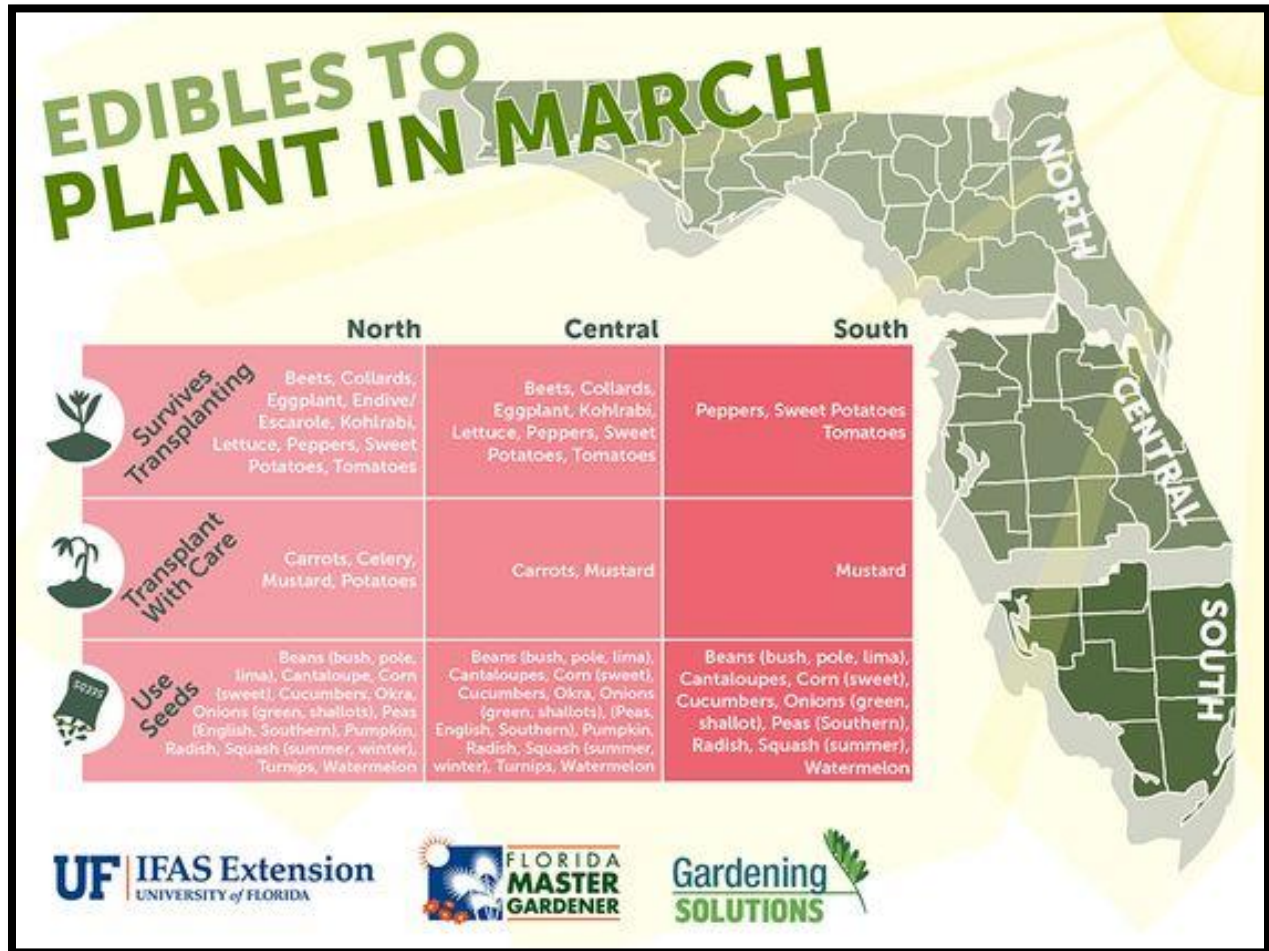 EDIBLES TO
PLANT IN MARCH
NORTH
CENTRAL
SOUTH
North
Central
South
Survives
Transplanting
Beets, Collards,
Eggplant, Endive/
Escarole, Kohlrabi,
Lettuce, Peppers, Sweet
Potatoes, Tomatoes
Beets, Collards,
Eggplant, Kohlrabi,
Lettuce, Peppers, Sweet
Potatoes, Tomatoes
Peppers, Sweet Potatoes
Tomatoes
Transplant
With Care
Carrots, Celery,
Mustard, Potatoes
Carrots, Mustard
Mustard
SEEDS
Use
Seeds
Beans (bush, pole,
lima), Cantaloupe, Corn
(sweet), Cucumbers, Okra,
Onions (green, shallots), Peas
(English, Southern), Pumpkin,
Radish, Squash (summer, winter),
Turnips, Watermelon
Beans (bush, pole, lima),
Cantaloupes, Corn (sweet),
Cucumbers, Okra, Onions
(green, shallots), (Peas,
English, Southern), Pumpkin,
Radish, Squash (summer,
winter), Turnips, Watermelon
Beans (bush, pole, lima),
Cantaloupes, Corn (sweet),
Cucumbers, Onions (green,
shallot), Peas (Southern),
Radish, Squash (summer),
Watermelon
UF IFAS Extension
UNIVERSITY of FLORIDA
FLORIDA
MASTER
GARDENER
Gardening
SOLUTIONS